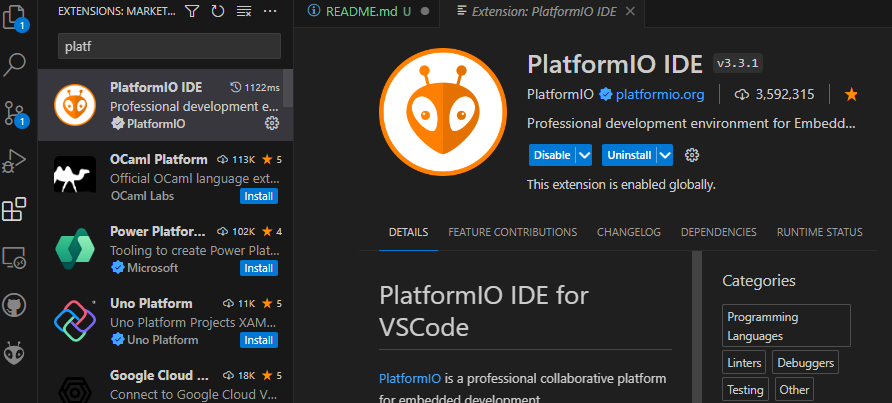 EXTENSIONS: MARKET...
platf
PlatformIO IDE 1122ms
Professional development e...
PlatformIO
OCaml Platform 113K 5
Official OCaml language ext...
OCaml Labs Install
Power Platfor... 102K 4
Tooling to create Power Plat...
Microsoft Install
Uno Platform 11K 5
Uno Platform Projects XAM...
Uno Platform Install
Google Cloud ... 18K 5
Connect to Google Cloud V...
1
1
README.md U
Extension: PlatformIO IDE
PlatformIO IDE v3.3.1
PlatformIO platformio.org 3,592,315
Professional development environment for Embedd...
Disable Uninstall
This extension is enabled globally.
DETAILS FEATURE CONTRIBUTIONS CHANGELOG DEPENDENCIES RUNTIME STATUS
PlatformIO IDE for
VSCode
PlatformIO is a professional collaborative platform
for embedded development
Categories
Programming
Languages
Linters Debuggers
Testing Other